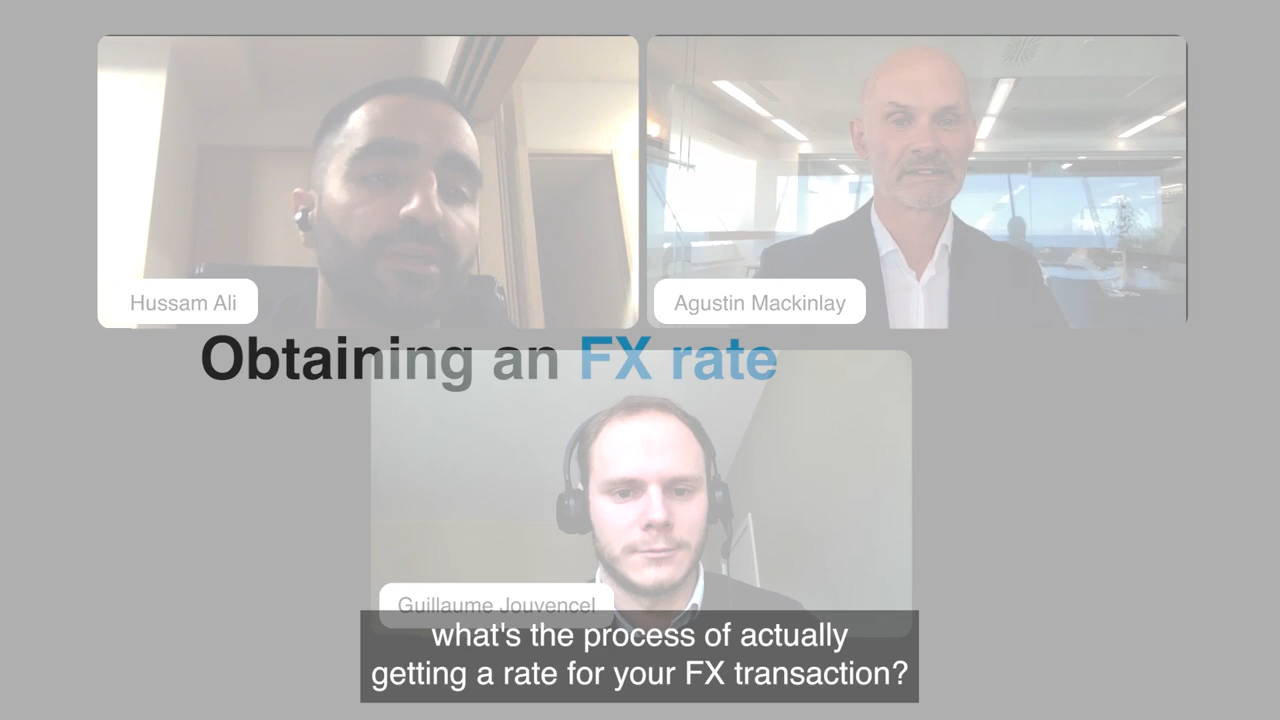 Hussam Ali
Agustin Mackinlay
Obtaining an FX rate
Guillaume Jouvencel
what's the process of actually
getting a rate for your FX transaction?